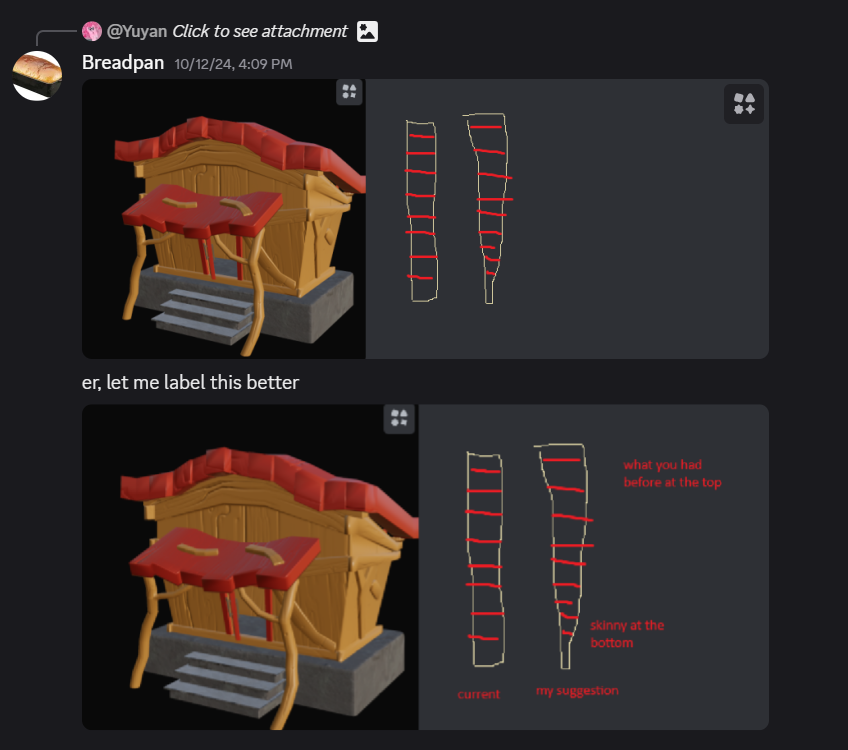 @Yuyan Click to see attachment
Breadpan 10/12/24, 4:09 PM
er, let me label this better
what you had
before at the top
skinny at the
bottom
current
my suggestion